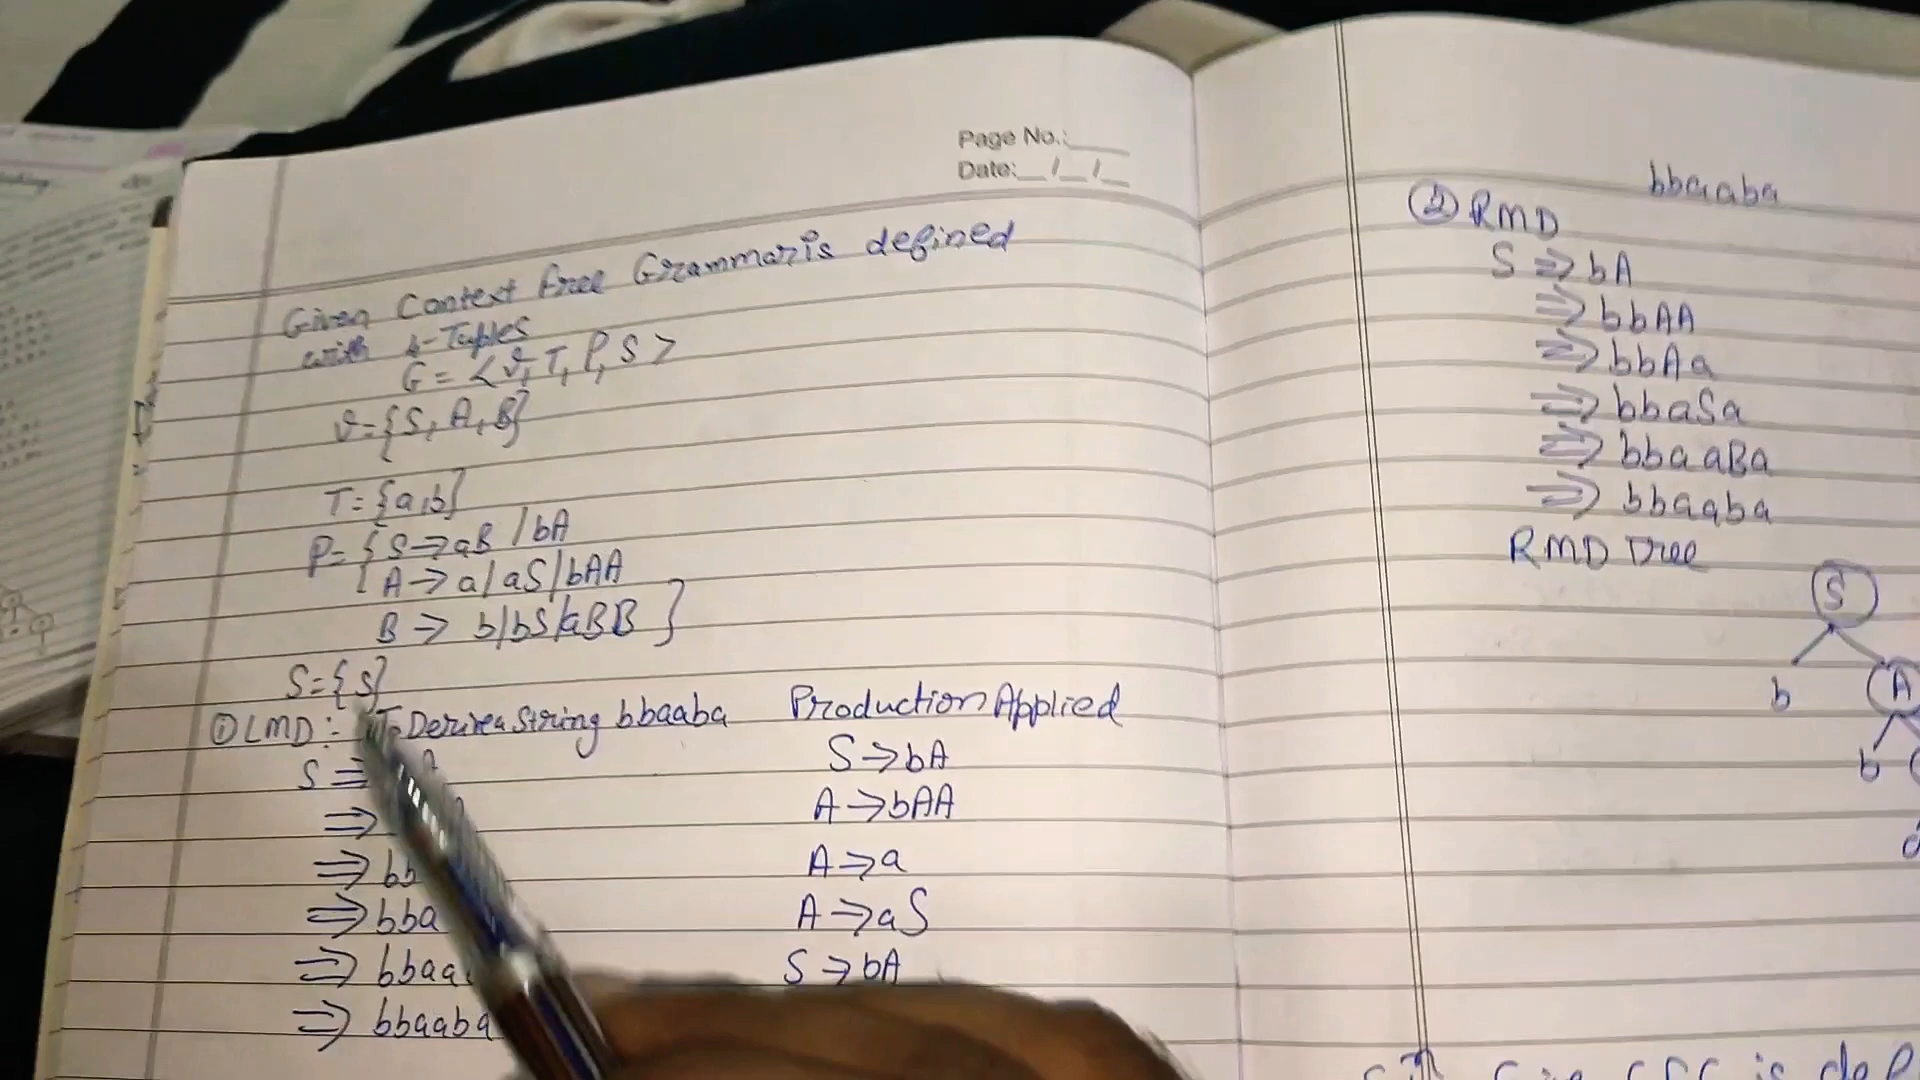 Page No.:
Date: / /
Given Context Free Grammar is defined
with 4-Tuples
G = <V, T, P, S >
V={S, A, B}
T={a,b}
P= { S→aB / bA
A→ a / aS / bAA
B → b/bS/aBB }
S={S}
① LMD:- To Derive a String bbaaba Production Applied
S ⇒ S→bA
⇒ A→bAA
⇒ bb A→a
⇒ bba A→aS
⇒ bbaa S→bA
⇒ bbaaba
bbaaba
② RMD
S ⇒ bA
⇒ bbAA
⇒ bbAa
⇒ bbaSa
⇒ bbaaBa
⇒ bbaaba
RMD Tree
S
b A
b